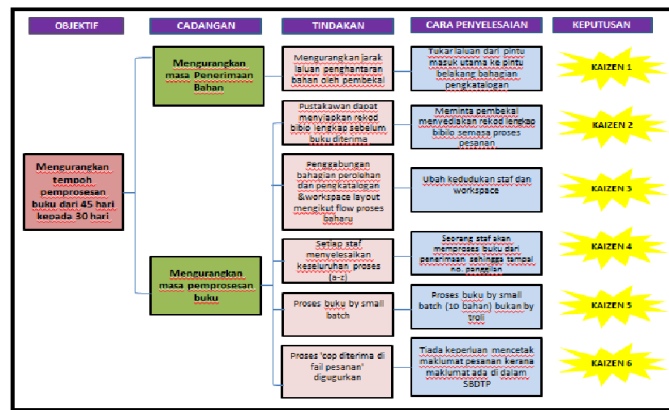 OBJEKTIF
CADANGAN
TINDAKAN
CARA PENYELESAIAN
KEPUTUSAN
Mengurangkan
tempoh
pemprosesan
buku dari 45 hari
kepada 30 hari
Mengurangkan
masa Penerimaan
Bahan
Mengurangkan jarak
laluan penghantaran
bahan oleh pembekal
Tukar laluan dari pintu
masuk utama ke pintu
belakang bahagian
pengkatalogan
KAIZEN 1
Mengurangkan
masa pemprosesan
buku
Pustakawan dapat
menyiapkan rekod
biblio lengkap sebelum
buku diterima
Meminta pembekal
menyediakan rekod lengkap
biblio semasa proses
pesanan
KAIZEN 2
Penggabungan
bahagian perolehan
dan pengkatalogan
&workspace layout
mengikut flow proses
baharu
Ubah kedudukan staf dan
workspace
KAIZEN 3
Setiap staf
menyelesaikan
keseluruhan proses
(a-z)
Seorang staf akan
memproses buku dari
penerimaan sehingga tampal
no. panggilan
KAIZEN 4
Proses buku by small
batch
Proses buku by small
batch (10 bahan) bukan by
troli
KAIZEN 5
Proses 'cop diterima di
fail pesanan'
digugurkan
Tiada keperluan mencetak
maklumat pesanan kerana
maklumat ada di dalam
SBDTP
KAIZEN 6